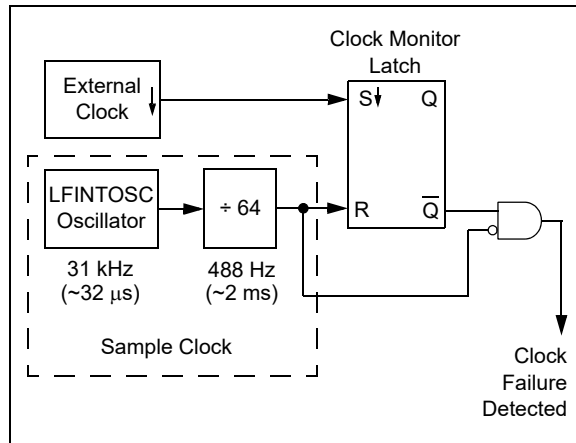 Clock Monitor
Latch
External
Clock
S
Q
LFINTOSC
Oscillator
÷ 64
R
Q̅
31 kHz
(~32 μs)
488 Hz
(~2 ms)
Sample Clock
Clock
Failure
Detected